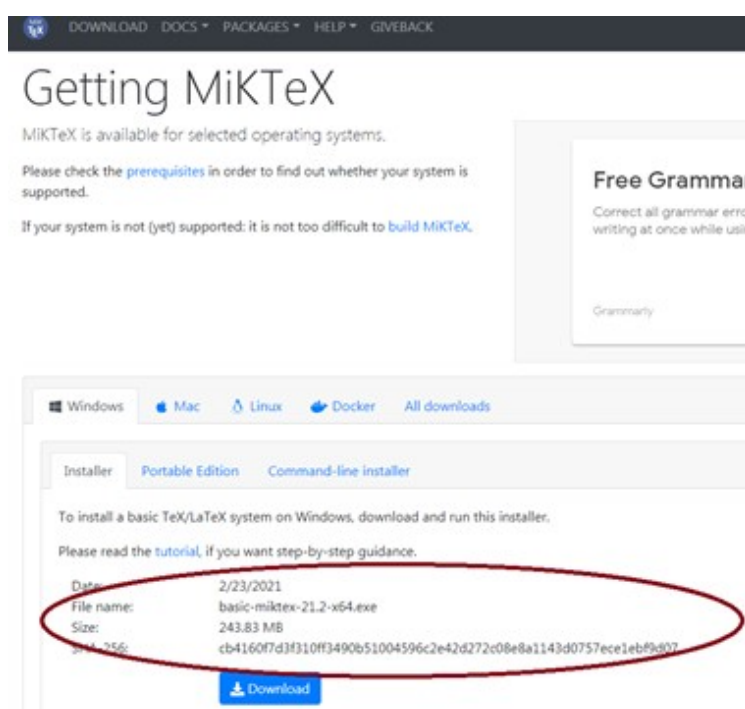 DOWNLOAD DOCS PACKAGES HELP GIVEBACK
Getting MiKTeX
MiKTeX is available for selected operating systems.
Please check the prerequisites in order to find out whether your system is
supported.
If your system is not (yet) supported: it is not too difficult to build MiKTeX.
Free Grammar
Correct all grammar erro
writing at once while usi
Grammarly
Windows Mac Linux Docker All downloads
Installer Portable Edition Command-line installer
To install a basic TeX/LaTeX system on Windows, download and run this installer.
Please read the tutorial, if you want step-by-step guidance.
Date: 2/23/2021
File name: basic-miktex-21.2-x64.exe
Size: 243.83 MB
SHA-256: cb4160f7d3f310ff3490b51004596c2e42d272c08e8a1143d0757ece1ebf9d07
Download